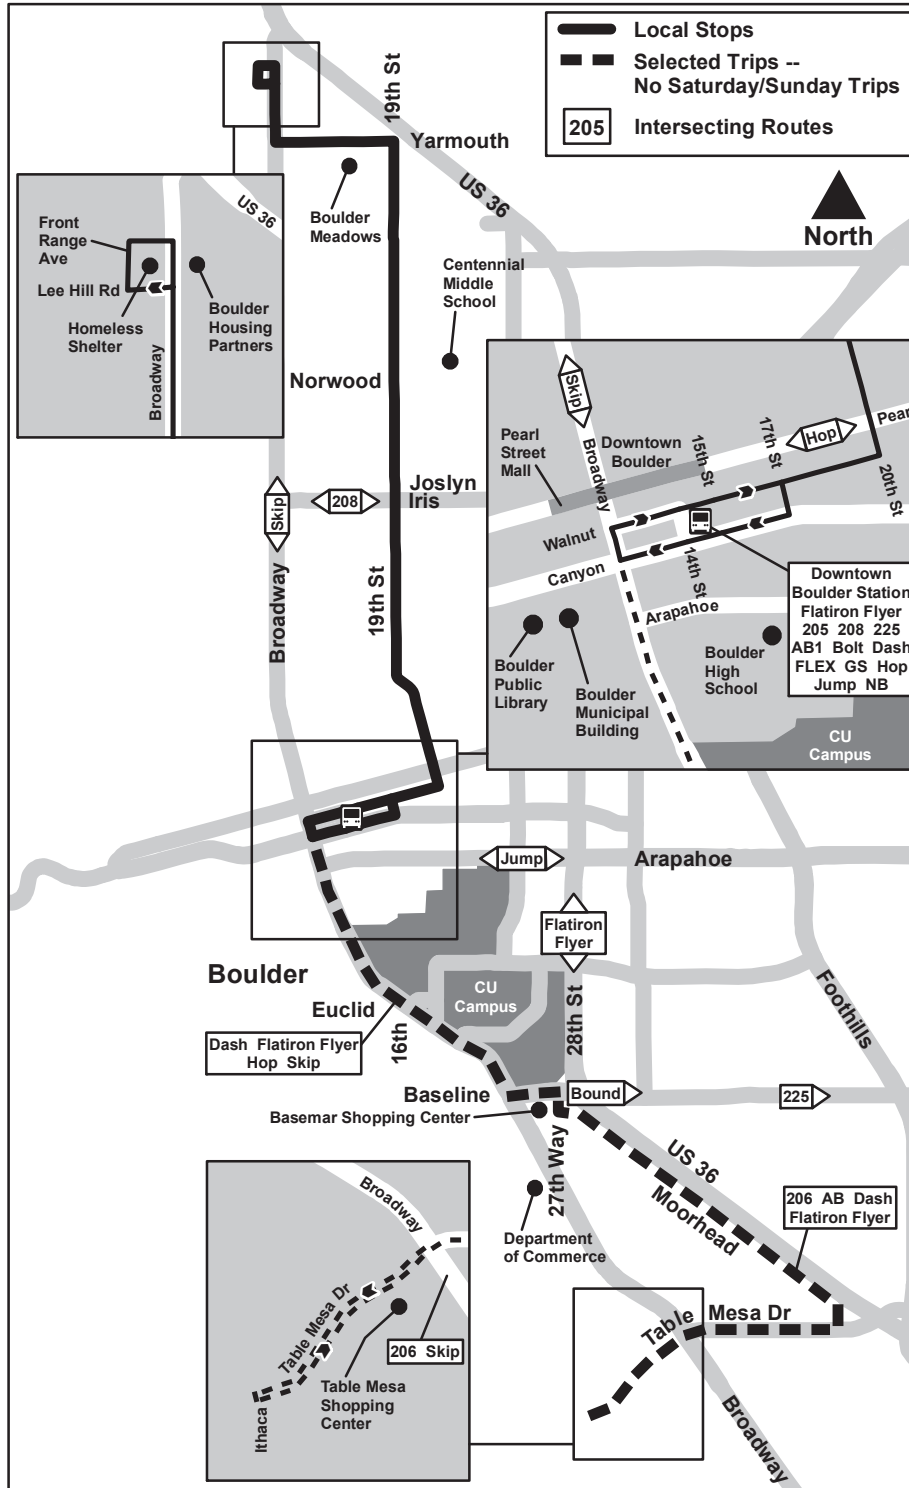 Local Stops
Selected Trips --
No Saturday/Sunday Trips
205
Intersecting Routes
North
19th St
Yarmouth
US 36
Boulder
Meadows
Centennial
Middle
School
US 36
Front
Range
Ave
Lee Hill Rd
Homeless
Shelter
Boulder
Housing
Partners
Broadway
Norwood
Joslyn
Iris
Skip
208
Broadway
19th St
Skip
Broadway
Pearl
Street
Mall
Downtown
Boulder
15th St
17th St
Hop
Pear
20th St
Walnut
Canyon
14th St
Arapahoe
Boulder
Public
Library
Boulder
Municipal
Building
Boulder
High
School
Downtown
Boulder Station
Flatiron Flyer
205 208 225
AB1 Bolt Dash
FLEX GS Hop
Jump NB
CU
Campus
Jump
Arapahoe
Flatiron
Flyer
Boulder
CU
Campus
Euclid
16th
28th St
Foothills
Dash Flatiron Flyer
Hop Skip
Baseline
Bound
225
Basemar Shopping Center
27th Way
US 36
Moorhead
206 AB Dash
Flatiron Flyer
Department
of Commerce
Broadway
Table Mesa Dr
206 Skip
Table Mesa
Shopping
Center
Ithaca
Table
Mesa Dr
Broadway